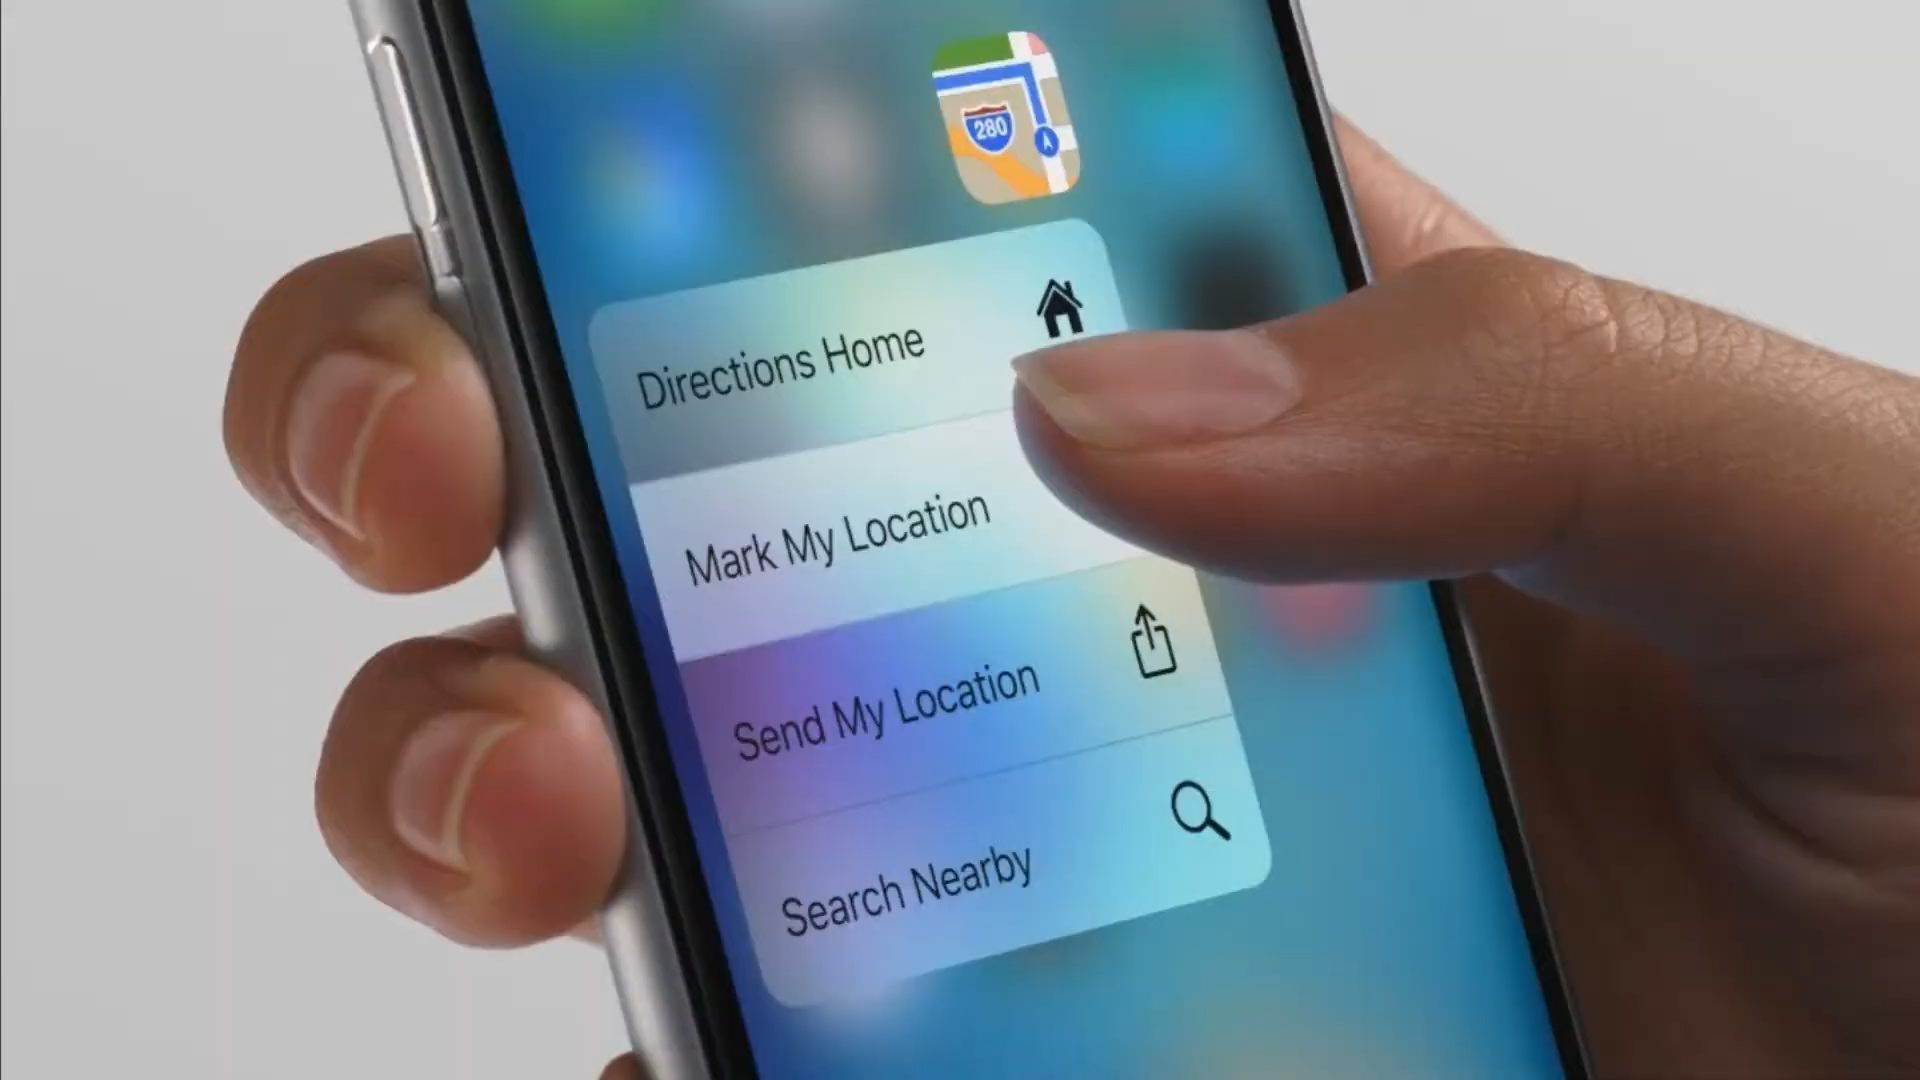 280
Directions Home
Mark My Location
Send My Location
Search Nearby